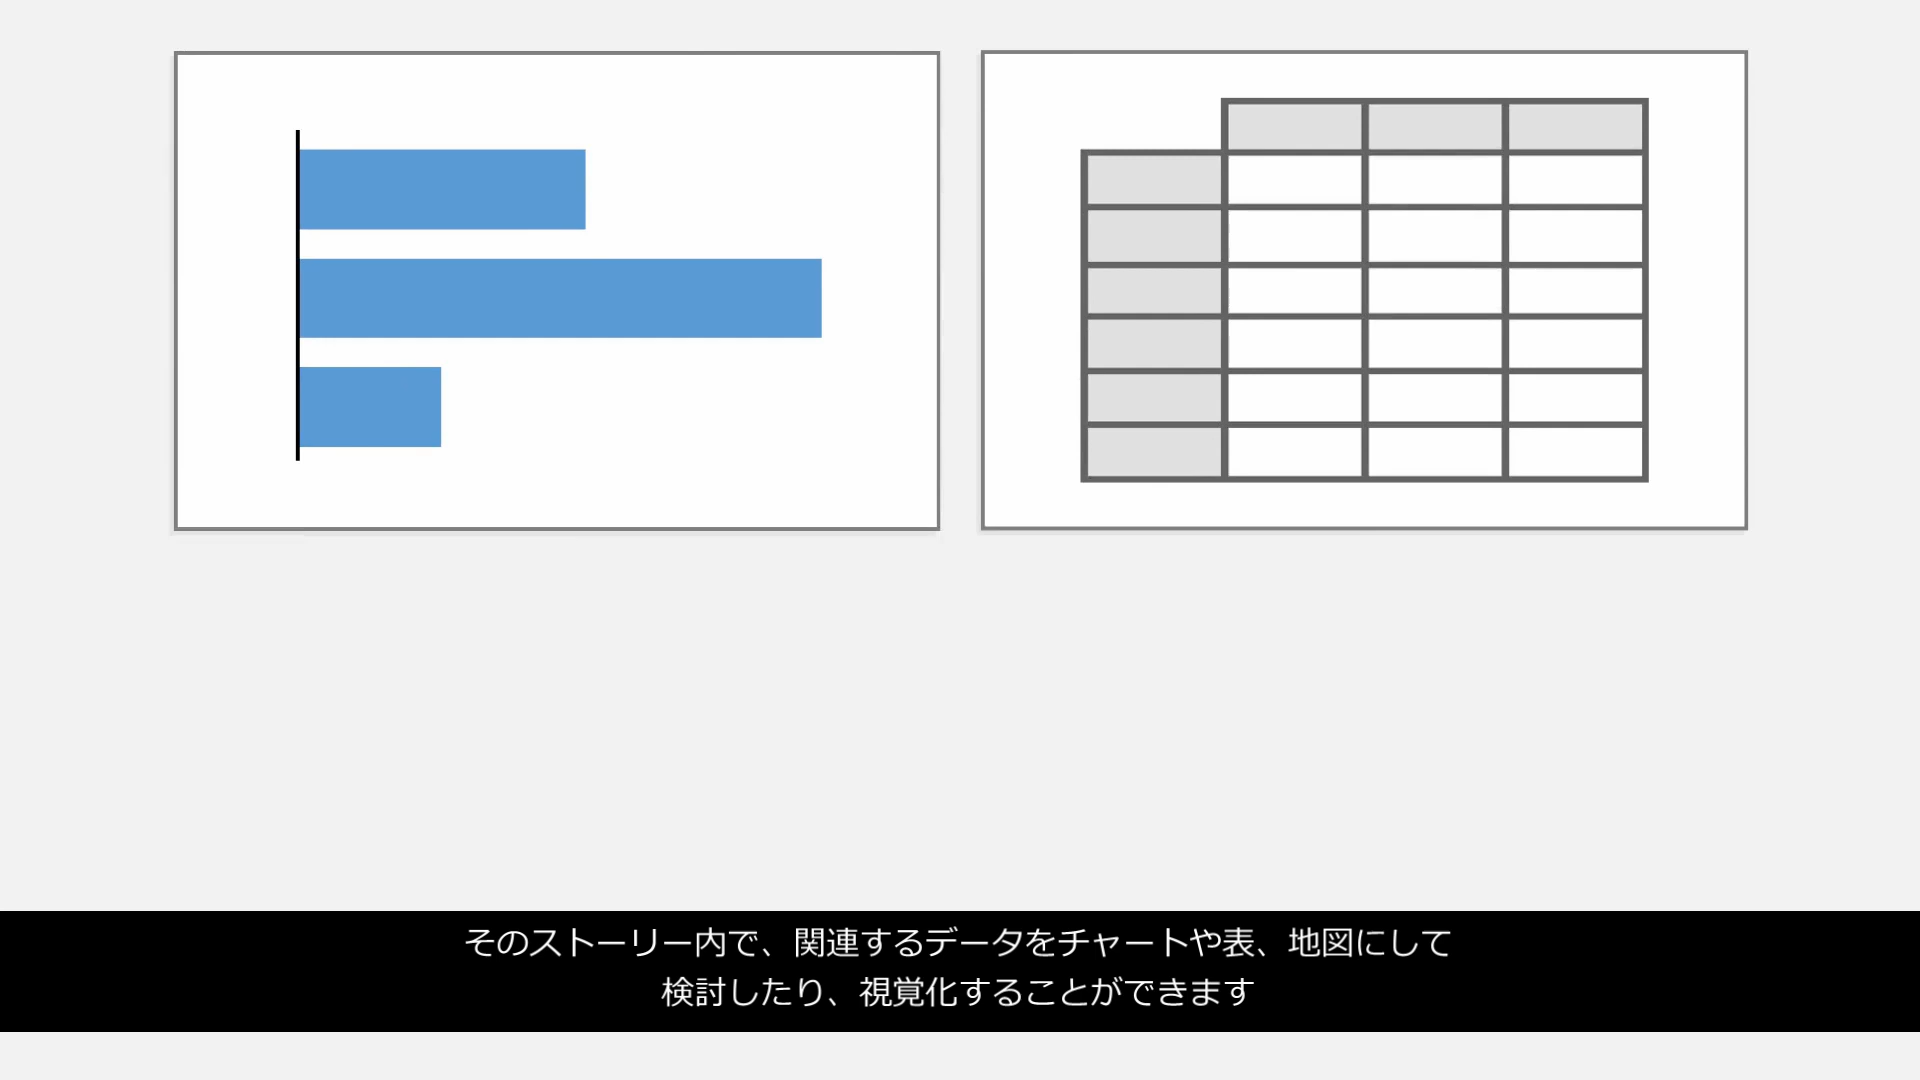 そのストーリー内で、関連するデータをチャートや表、地図にして
検討したり、視覚化することができます